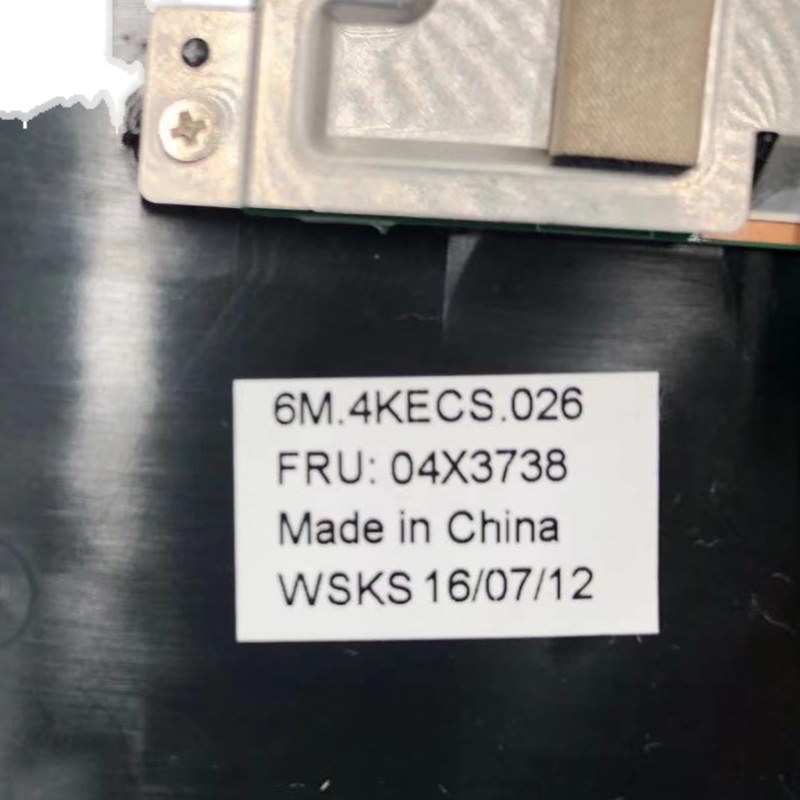 6M.4KECS.026
FRU: 04X3738
Made in China
WSKS 16/07/12